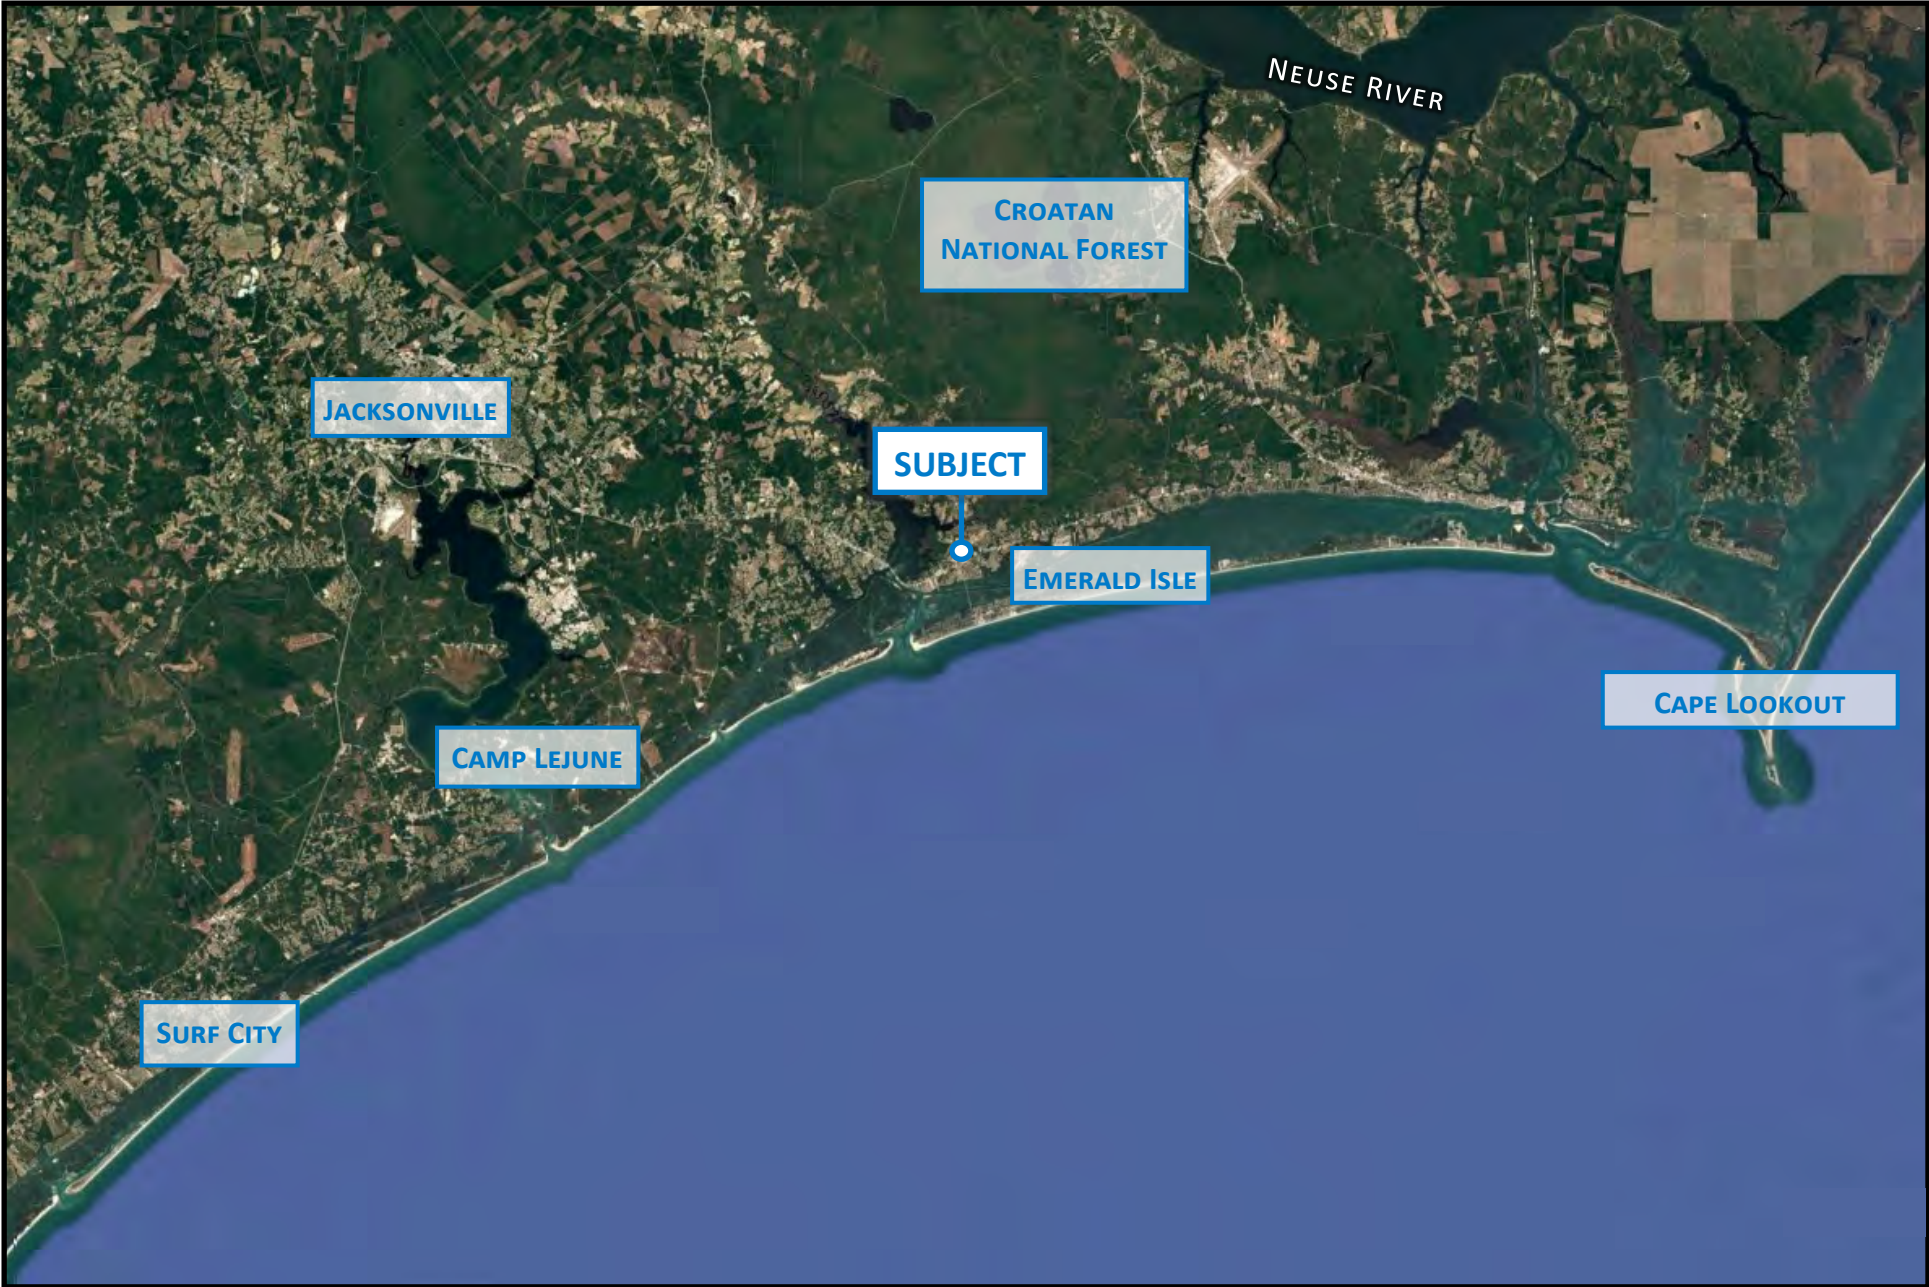 NEUSE RIVER
CROATAN
NATIONAL FOREST
JACKSONVILLE
SUBJECT
EMERALD ISLE
CAPE LOOKOUT
CAMP LEJUNE
SURF CITY